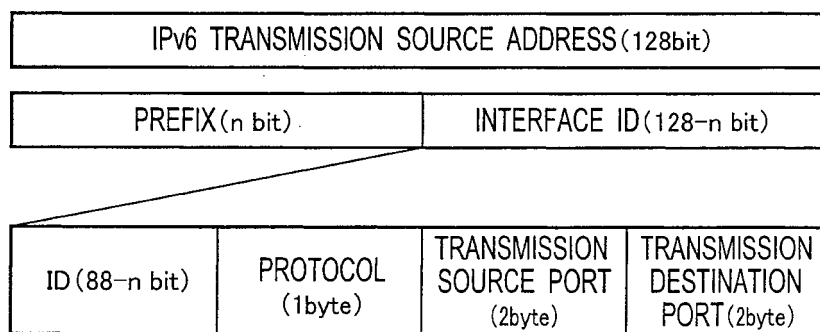 IPv6 TRANSMISSION SOURCE ADDRESS(128bit)
PREFIX(n bit)
INTERFACE ID(128-n bit)
ID(88-n bit)
PROTOCOL
(1byte)
TRANSMISSION
SOURCE PORT
(2byte)
TRANSMISSION
DESTINATION
PORT(2byte)